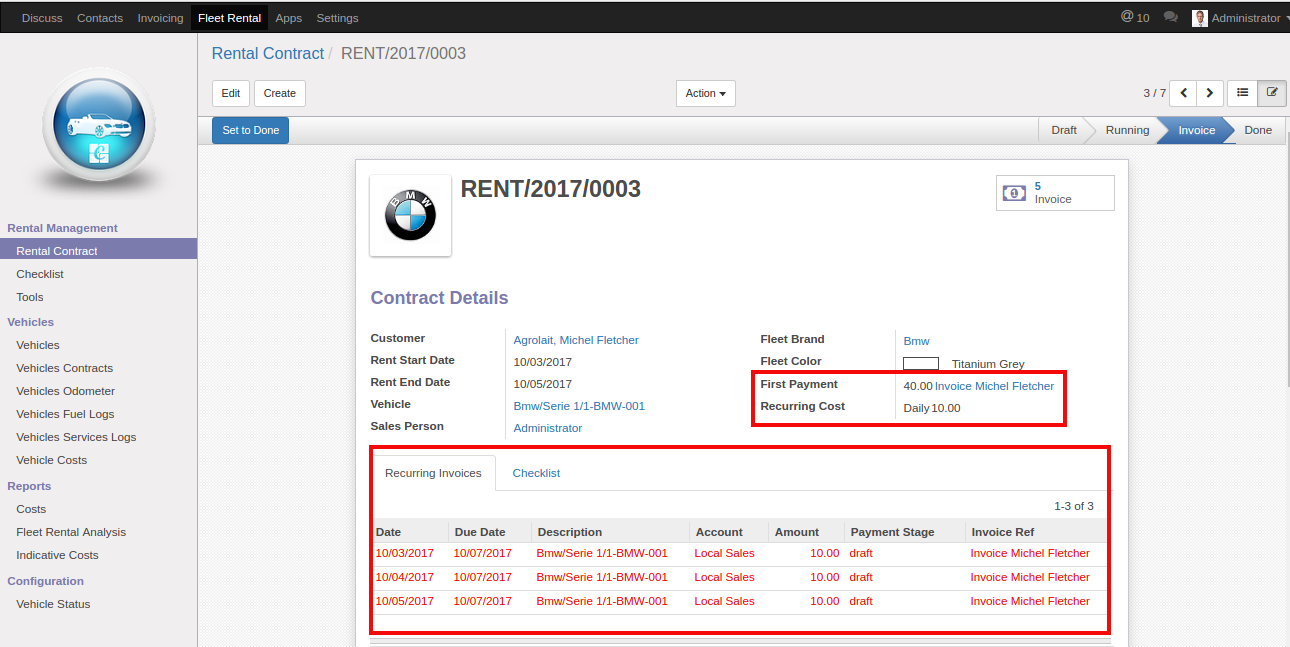 Discuss Contacts Invoicing Fleet Rental Apps Settings @ 10 Administrator
Rental Contract / RENT/2017/0003
Edit Create Action 3 / 7
Set to Done Draft Running Invoice Done
BMW
RENT/2017/0003
5
Invoice
Rental Management
Rental Contract
Checklist
Tools
Vehicles
Vehicles
Vehicles Contracts
Vehicles Odometer
Vehicles Fuel Logs
Vehicles Services Logs
Vehicle Costs
Reports
Costs
Fleet Rental Analysis
Indicative Costs
Configuration
Vehicle Status
Contract Details
Customer Agrolait, Michel Fletcher
Rent Start Date 10/03/2017
Rent End Date 10/05/2017
Vehicle Bmw/Serie 1/1-BMW-001
Sales Person Administrator
Fleet Brand Bmw
Fleet Color Titanium Grey
First Payment 40.00 Invoice Michel Fletcher
Recurring Cost Daily 10.00
Recurring Invoices Checklist
1-3 of 3
Date Due Date Description Account Amount Payment Stage Invoice Ref
10/03/2017 10/07/2017 Bmw/Serie 1/1-BMW-001 Local Sales 10.00 draft Invoice Michel Fletcher
10/04/2017 10/07/2017 Bmw/Serie 1/1-BMW-001 Local Sales 10.00 draft Invoice Michel Fletcher
10/05/2017 10/07/2017 Bmw/Serie 1/1-BMW-001 Local Sales 10.00 draft Invoice Michel Fletcher